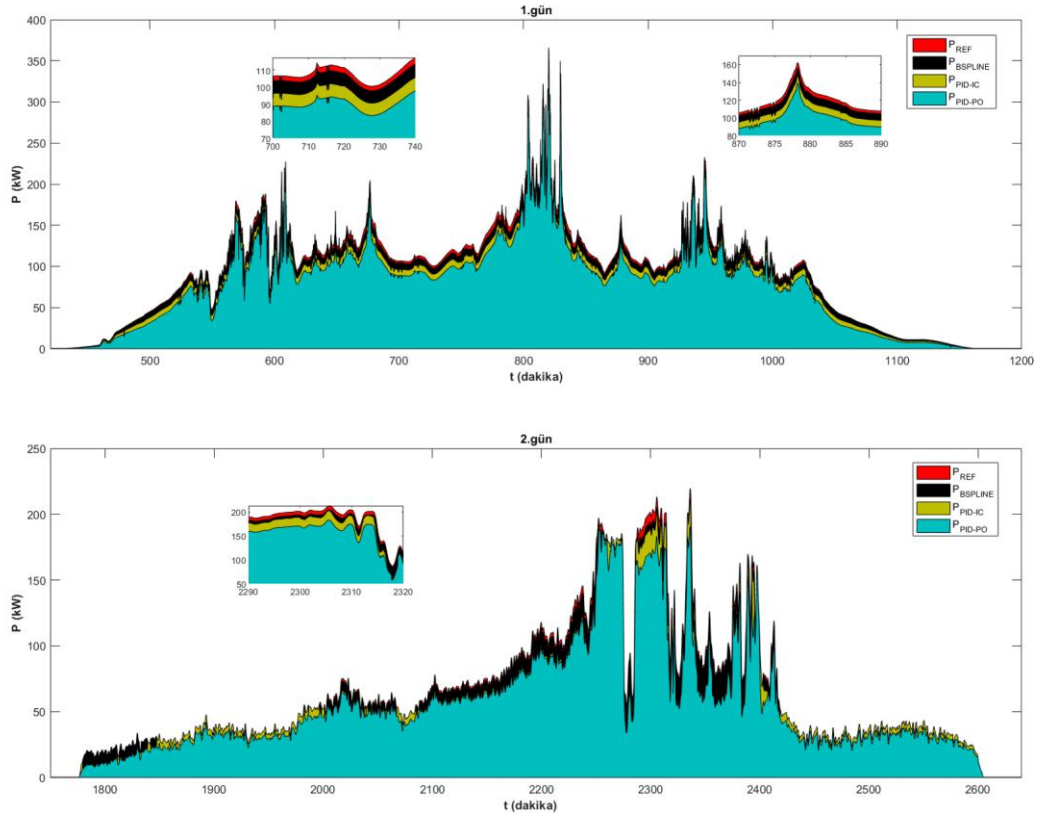 1.gün
400
350
300
250
200
150
100
50
0
P (kW)
500 600 700 800 900 1000 1100 1200
t (dakika)
110
100
90
80
70
700 710 720 730 740
160
140
120
100
80
870 875 880 885 890
P_REF
P_BSPLINE
P_PID-IC
P_PID-PO
2.gün
250
200
150
100
50
0
P (kW)
1800 1900 2000 2100 2200 2300 2400 2500 2600
t (dakika)
200
150
100
50
2290 2300 2310 2320
P_REF
P_BSPLINE
P_PID-IC
P_PID-PO